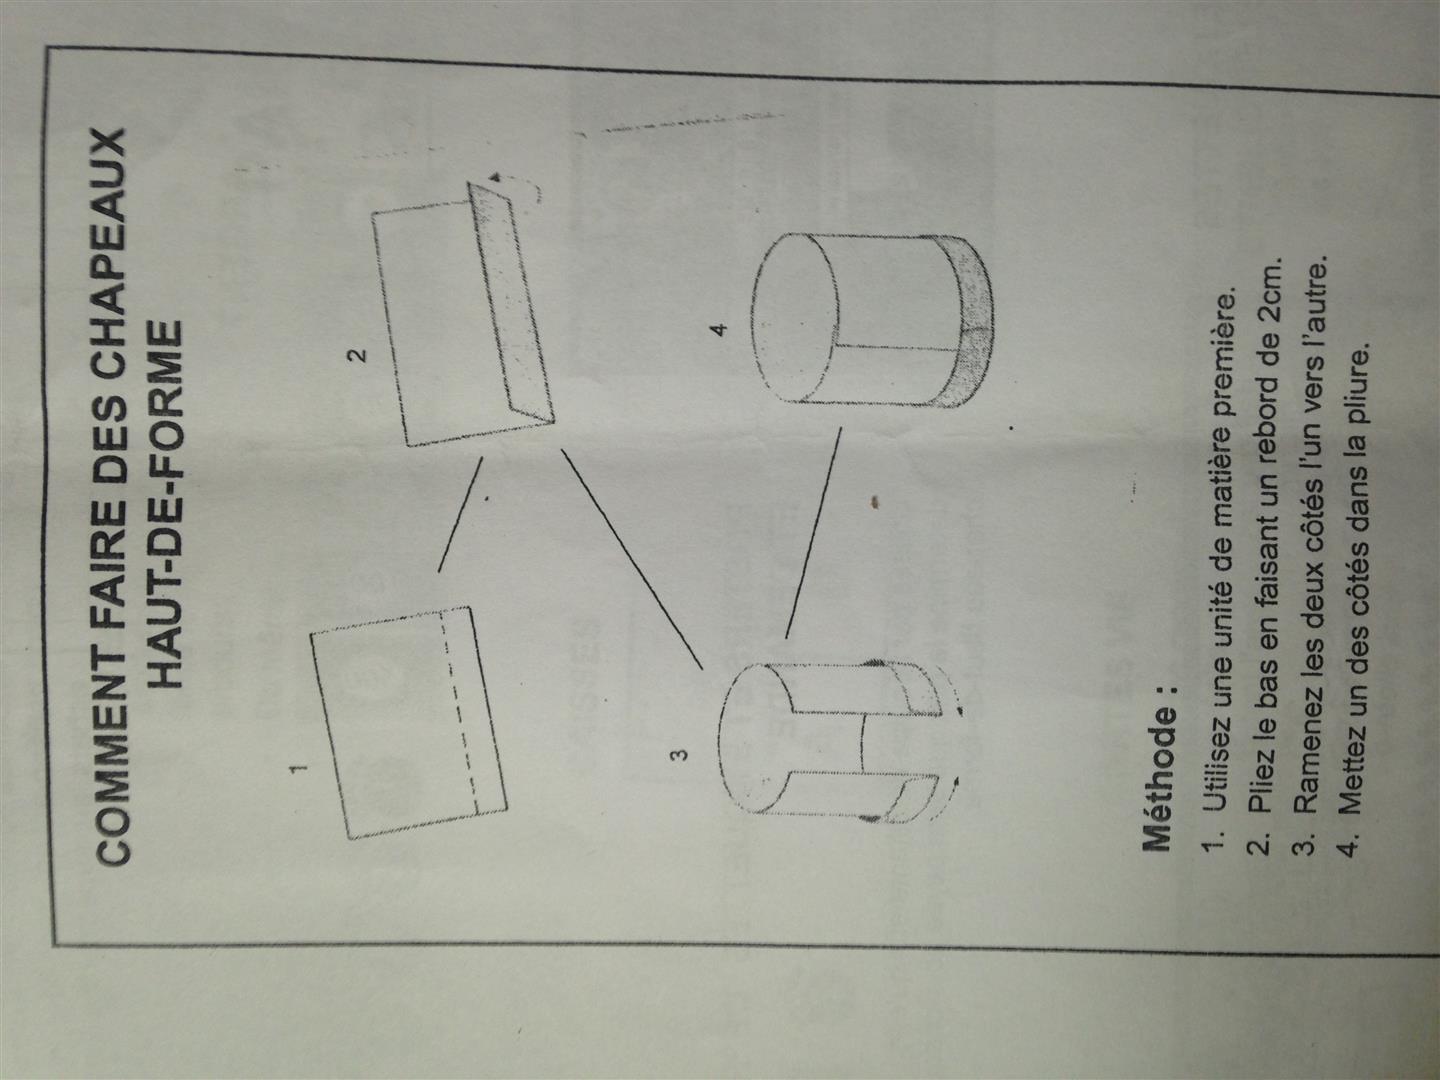 COMMENT FAIRE DES CHAPEAUX
HAUT-DE-FORME
1
2
3
4
Méthode :
1. Utilisez une unité de matière première.
2. Pliez le bas en faisant un rebord de 2cm.
3. Ramenez les deux côtés l'un vers l'autre.
4. Mettez un des côtés dans la pliure.